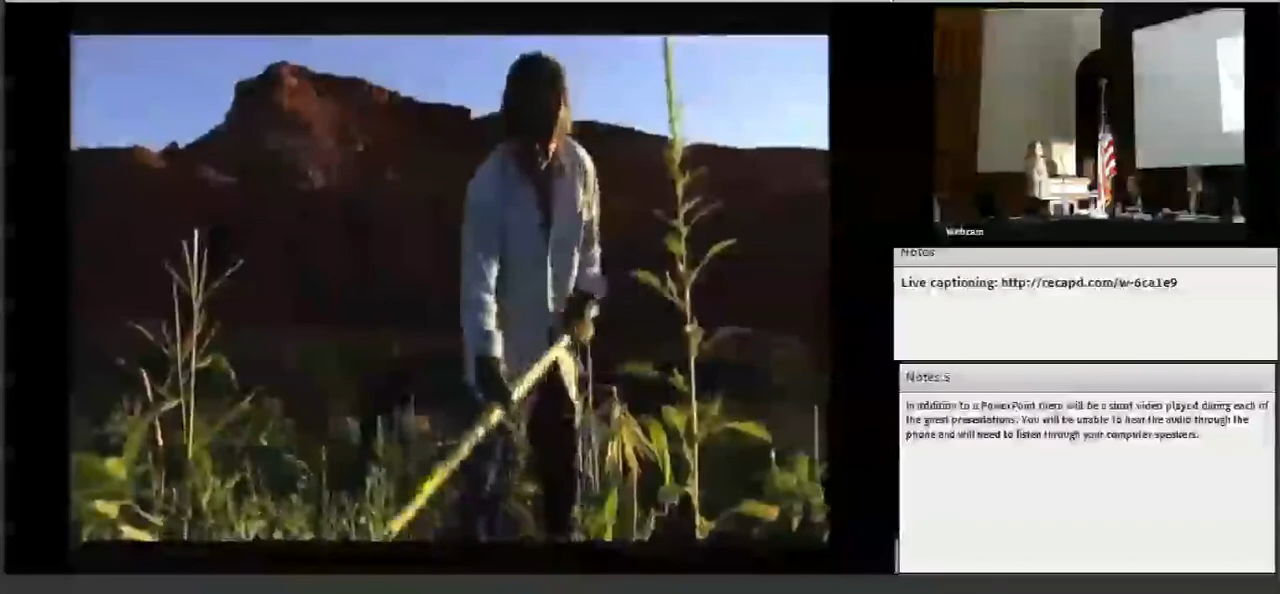 Webcam
Notes
Live captioning: http://recapd.com/w-6ca1e9
Notes 5
In addition to a PowerPoint there will be a short video played during each of
the grest presentations. You will be unable to hear the audio through the
phone and will need to listen through your computer speakers.